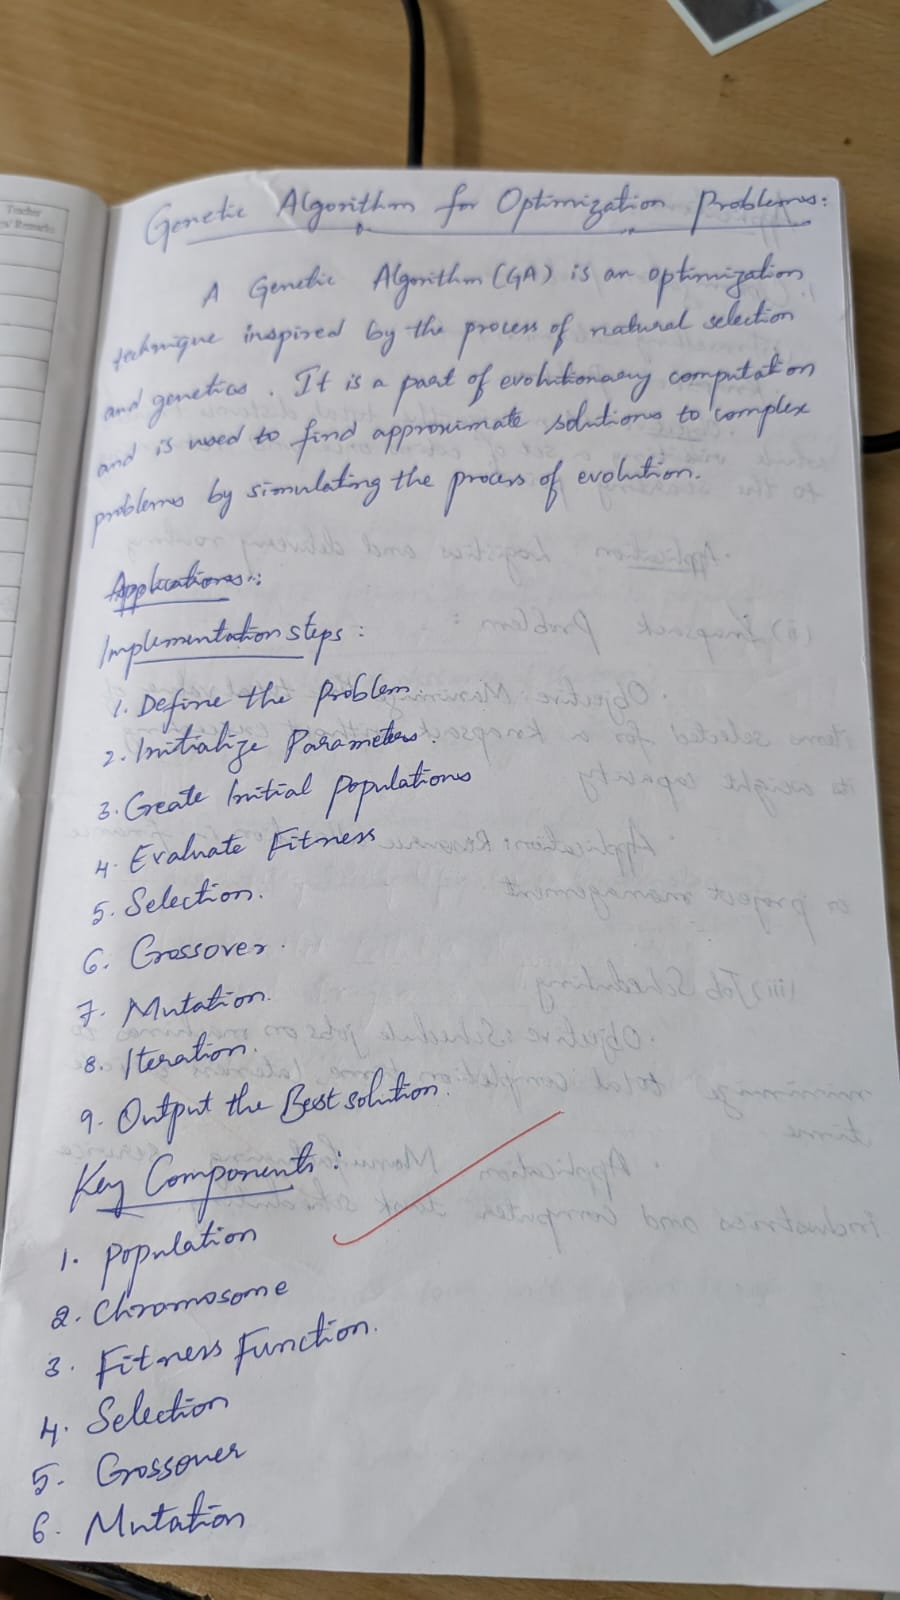 Teacher
Genetic Algorithm for Optimization Problems:
A Genetic Algorithm (GA) is an optimization
technique inspired by the process of natural selection
and genetics. It is a part of evolutionary computation
and is used to find approximate solutions to complex
problems by simulating the process of evolution.
Applications:
Implementation steps:
1. Define the Problem
2. Initialize Parameters.
3. Create Initial Populations
4. Evaluate Fitness
5. Selection.
6. Crossover.
7. Mutation.
8. Iteration.
9. Output the Best solution.
Key Components:
1. Population
2. Chromosome
3. Fitness Function.
4. Selection
5. Crossover
6. Mutation